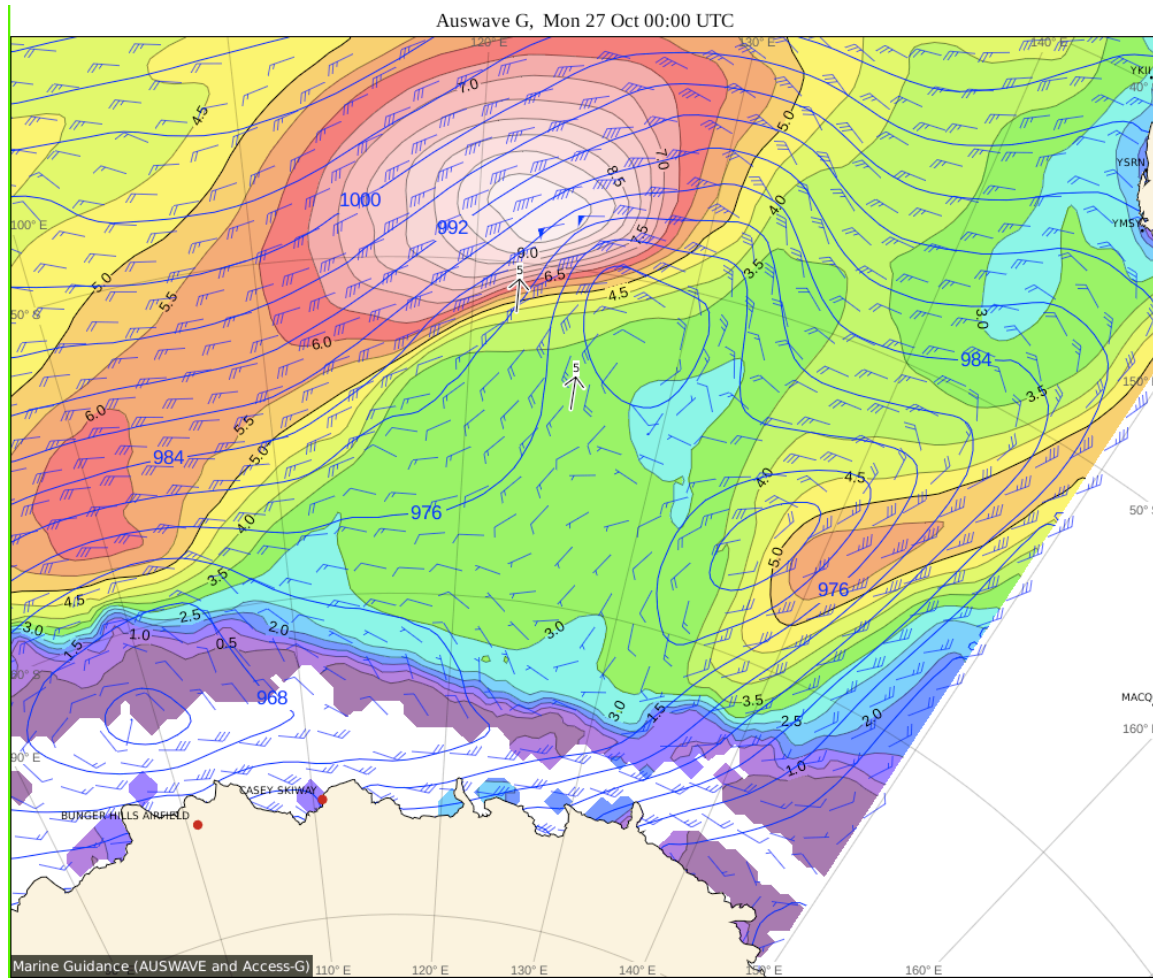 Auswave G,  Mon 27 Oct 00:00 UTC
120° E
130° E
140° E
YKII
40°
7.0
4.5
5.0
YSRN
7.0
8.5
1000
4.0
100° E
992
YMSY
7.5
9.0
5
6.5
3.5
5.0
5.5
4.5
50° S
3.0
6.0
984
5
150°
3.5
6.0
5.5
984
5.0
4.0
4.5
976
50° S
4.0
5.0
3.5
976
4.5
2.5
3.0
1.0
2.0
3.0
1.5
0.5
60° S
968
3.5
3.0
1.5
2.5
2.0
MACQ
160° E
90° E
1.0
CASEY SKIWAY
BUNGER HILLS AIRFIELD
Marine Guidance (AUSWAVE and Access-G)
110° E
120° E
130° E
140° E
150° E
160° E